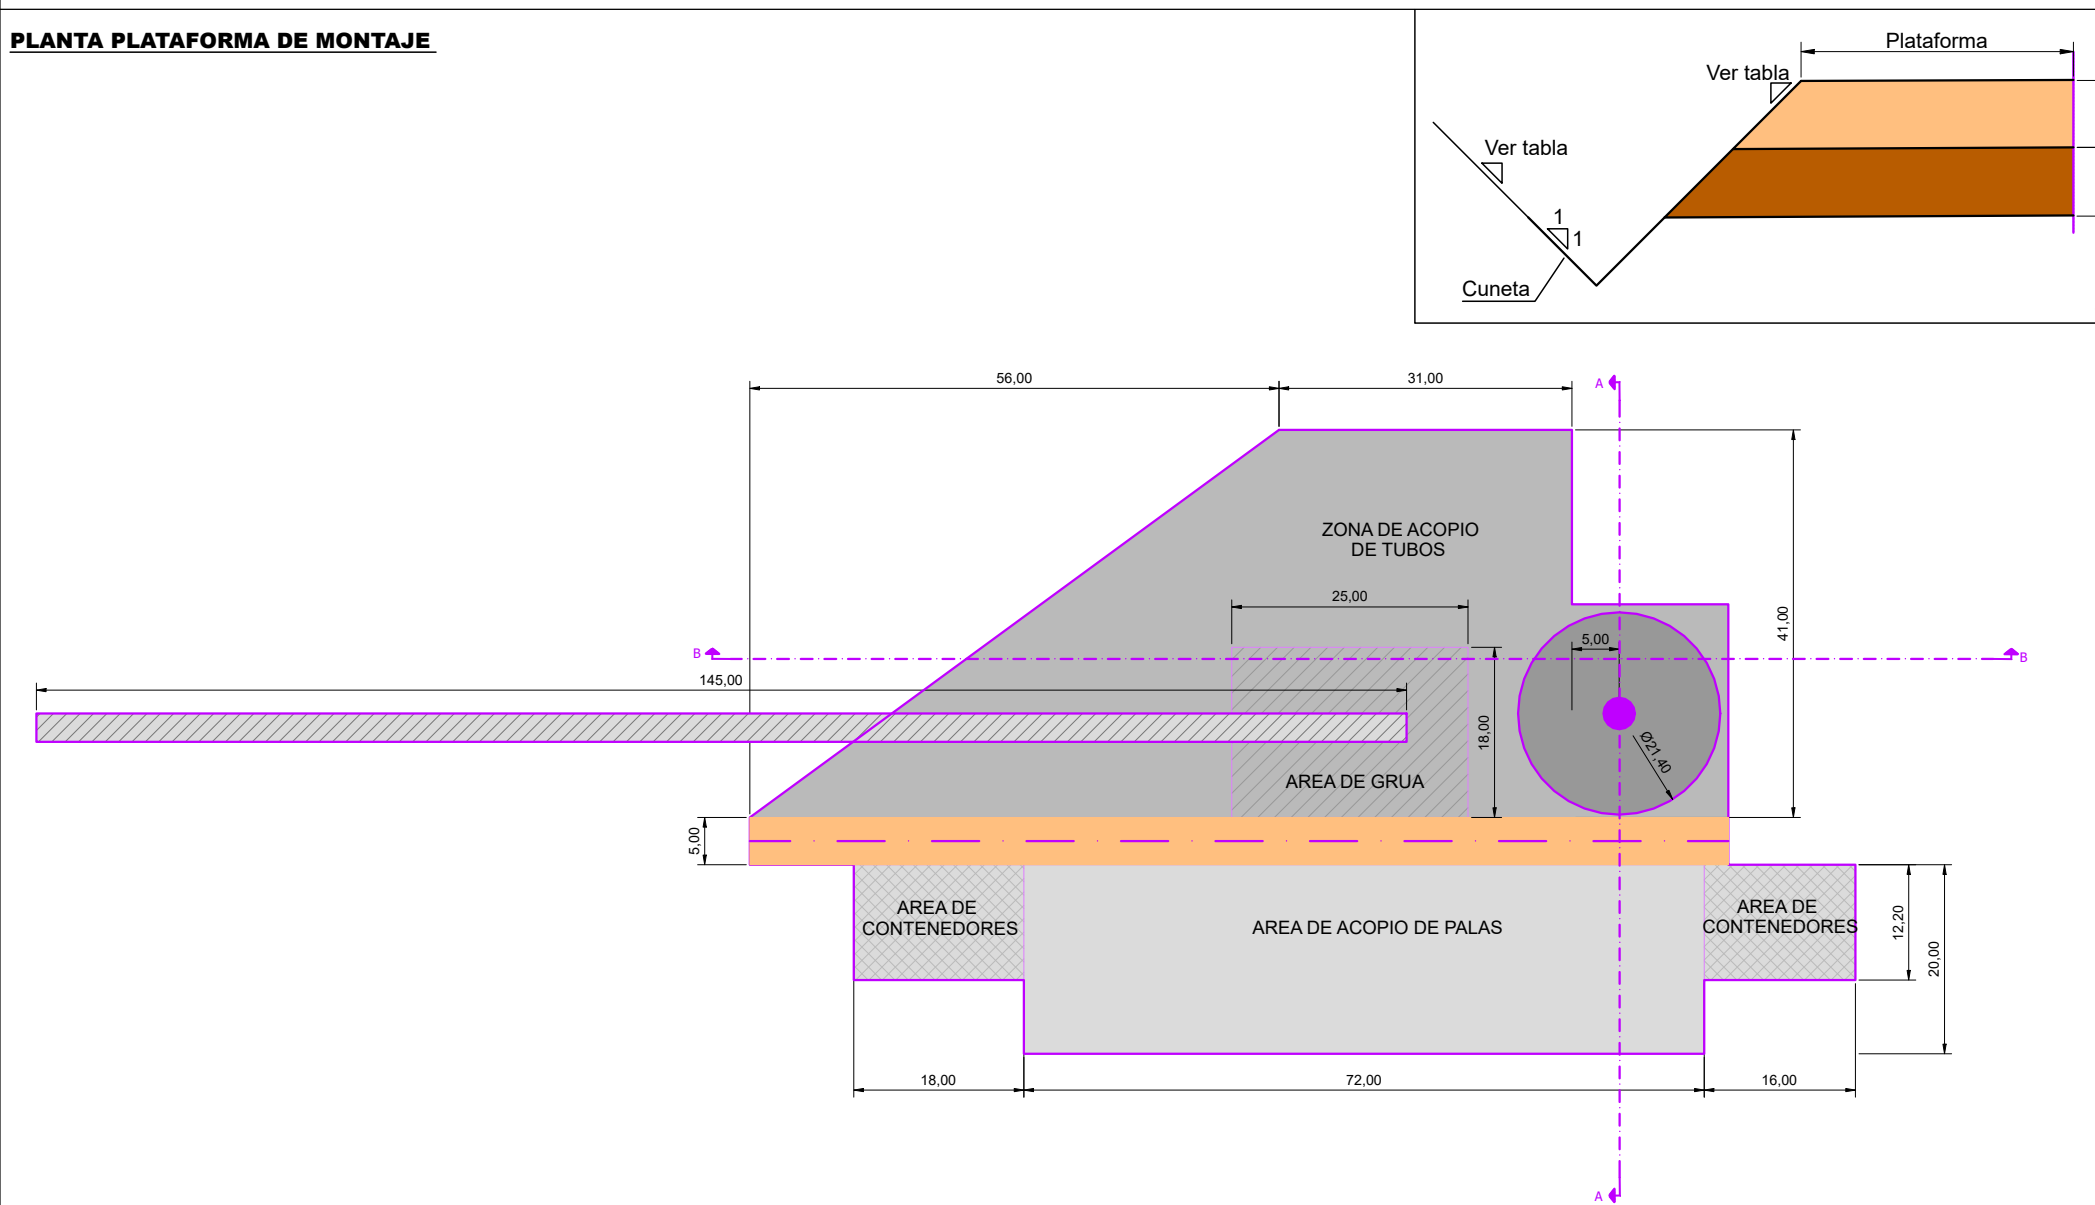 PLANTA PLATAFORMA DE MONTAJE
Plataforma
Ver tabla
Ver tabla
1
1
Cuneta
56,00
31,00
A
ZONA DE ACOPIO
DE TUBOS
25,00
41,00
5,00
B
B
145,00
18,00
Ø21,40
AREA DE GRUA
5,00
AREA DE
CONTENEDORES
AREA DE ACOPIO DE PALAS
AREA DE
CONTENEDORES
12,20
20,00
18,00
72,00
16,00
A